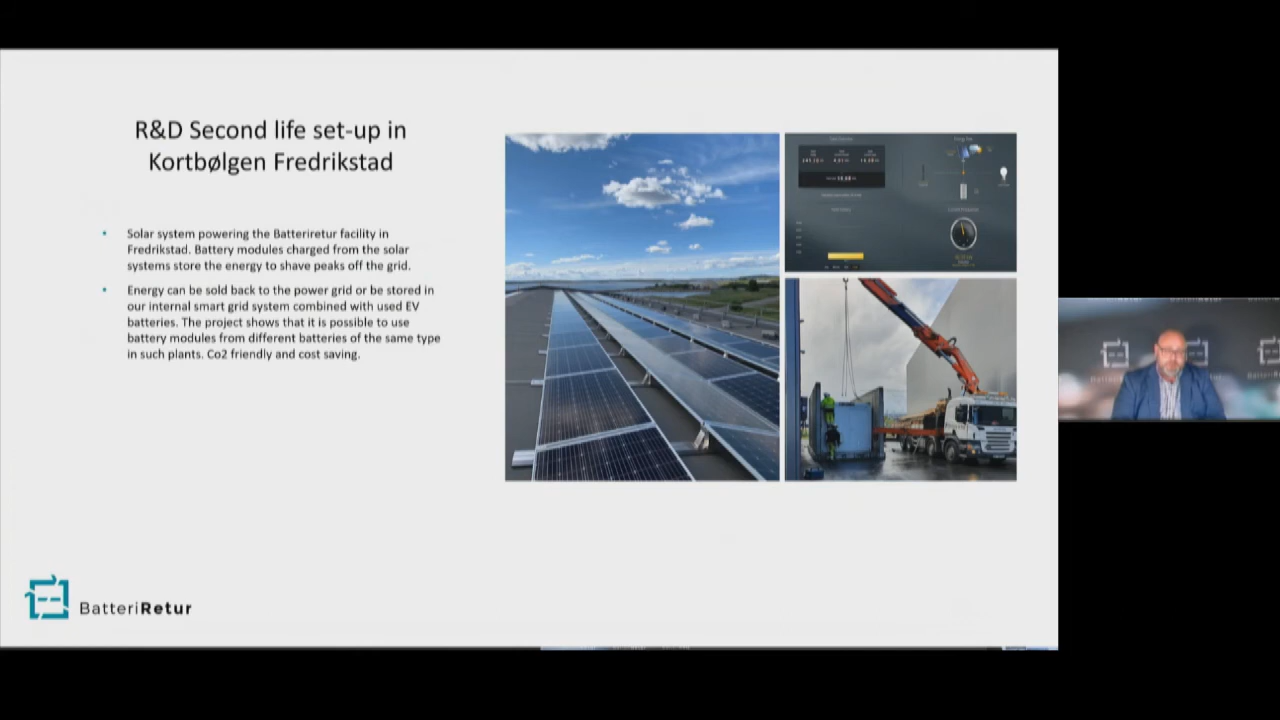 R&D Second life set-up in
Kortbølgen Fredrikstad
• Solar system powering the Batteriretur facility in
Fredrikstad. Battery modules charged from the solar
systems store the energy to shave peaks off the grid.
• Energy can be sold back to the power grid or be stored in
our internal smart grid system combined with used EV
batteries. The project shows that it is possible to use
battery modules from different batteries of the same type
in such plants. Co2 friendly and cost saving.
BatteriRetur